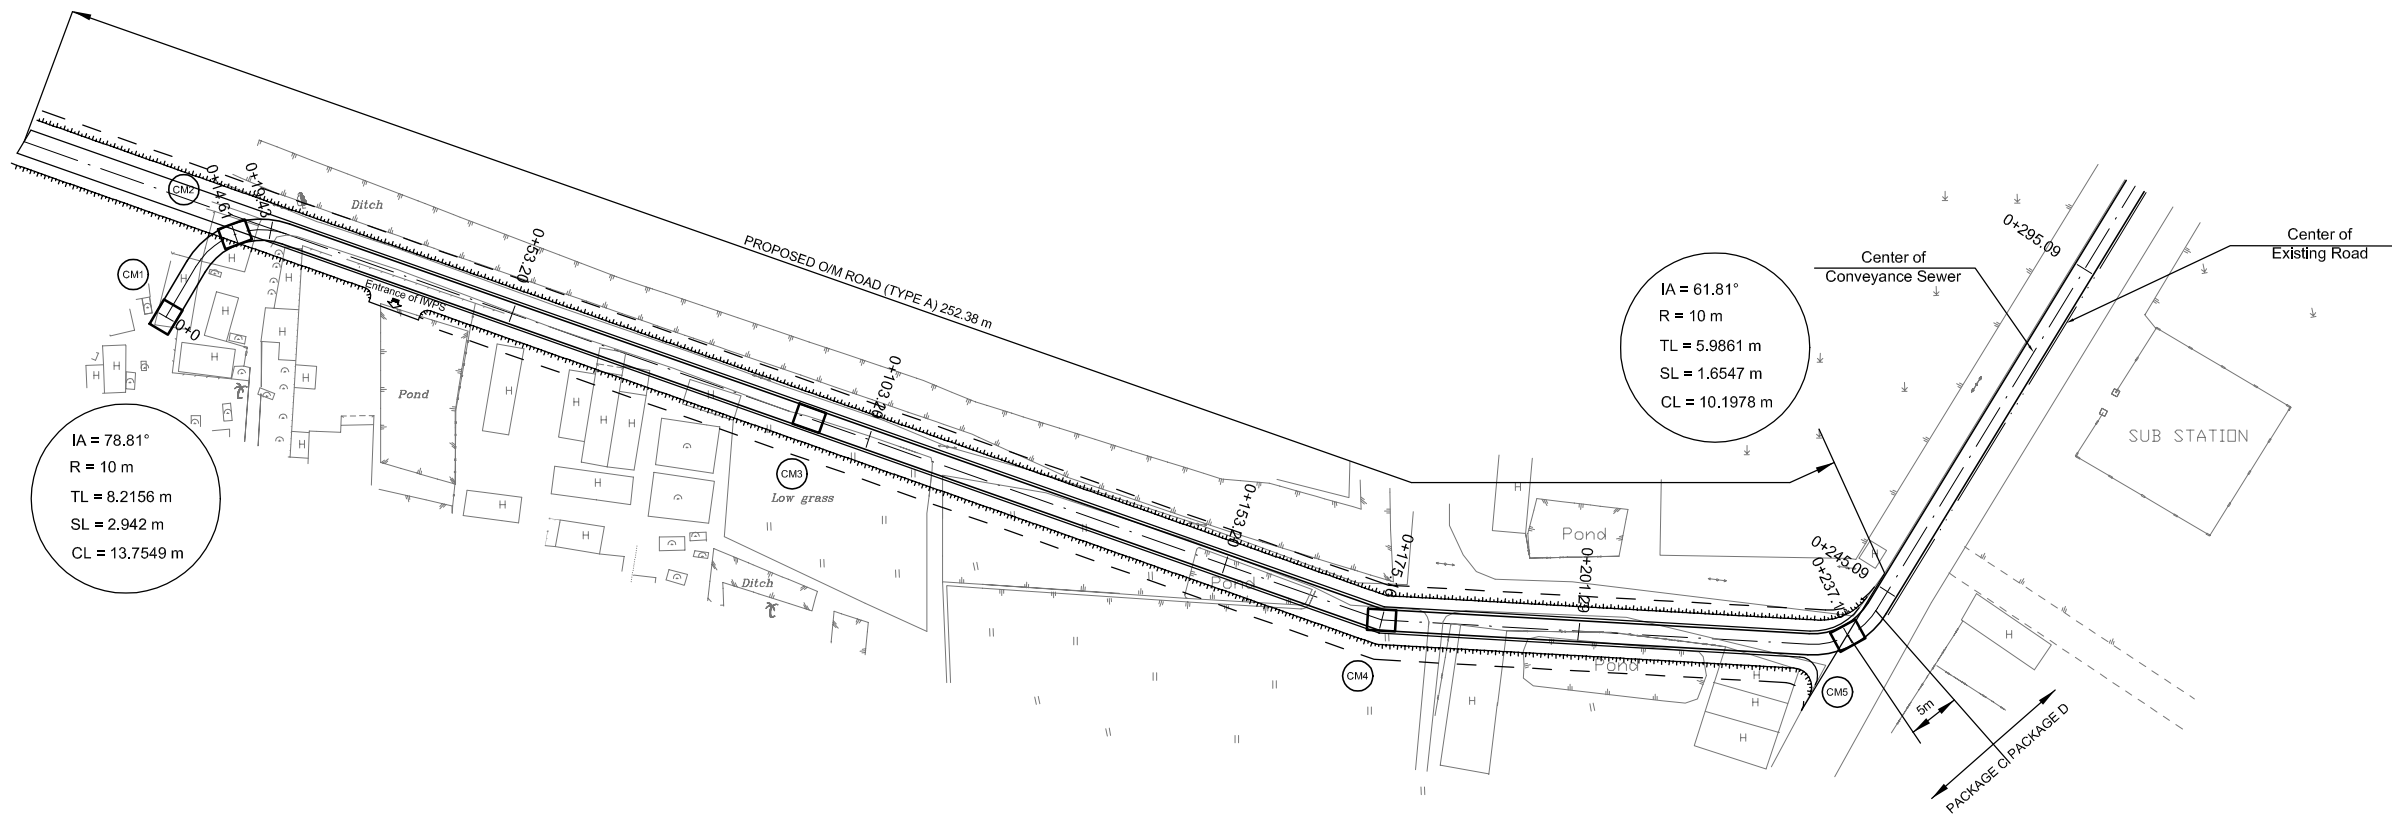 PROPOSED O/M ROAD (TYPE A) 252.38 m
CM2
0+14.61
0+19.43
Ditch
0+53.20
CM1
0+0
Entrance of IWPS
H
H
H
H
H
H
H
H
H
Pond
H
H
H
H
H
H
H
H
H
IA = 78.81°
R = 10 m
TL = 8.2156 m
SL = 2.942 m
CL = 13.7549 m
0+103.20
CM3
Low grass
Ditch
0+153.20
Pond
0+175.16
CM4
0+201.29
H
Pond
Pond
H
H
H
H
H
IA = 61.81°
R = 10 m
TL = 5.9861 m
SL = 1.6547 m
CL = 10.1978 m
Center of
Conveyance Sewer
0+295.09
Center of
Existing Road
SUB STATION
0+245.09
0+237.13
CM5
5m
H
PACKAGE C
PACKAGE D